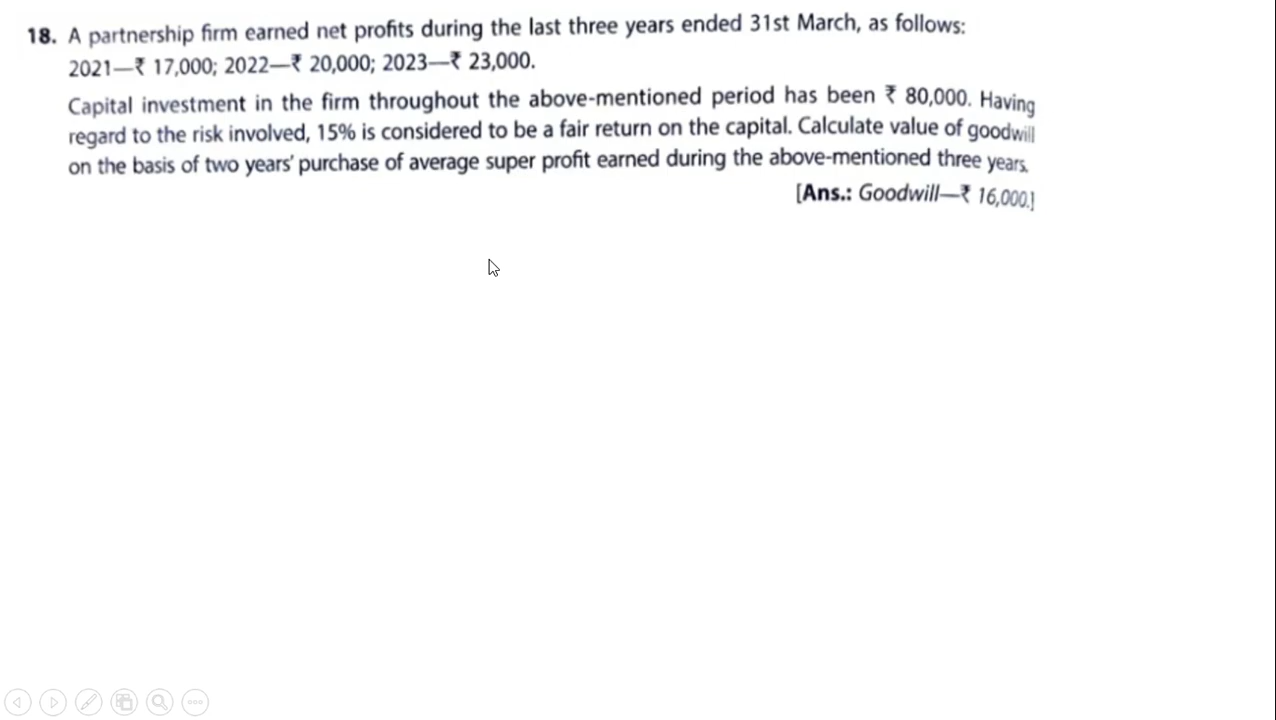 18. A partnership firm earned net profits during the last three years ended 31st March, as follows:
2021—₹ 17,000; 2022—₹ 20,000; 2023—₹ 23,000.
Capital investment in the firm throughout the above-mentioned period has been ₹ 80,000. Having
regard to the risk involved, 15% is considered to be a fair return on the capital. Calculate value of goodwill
on the basis of two years' purchase of average super profit earned during the above-mentioned three years.
[Ans.: Goodwill—₹ 16,000.]